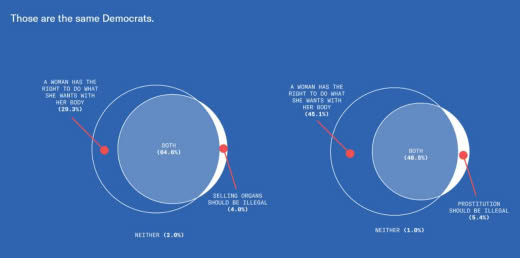 Those are the same Democrats.
A WOMAN HAS THE
RIGHT TO DO WHAT
SHE WANTS WITH
HER BODY
(29.3%)
BOTH
(64.6%)
SELLING ORGANS
SHOULD BE ILLEGAL
(4.0%)
NEITHER (2.0%)
A WOMAN HAS THE
RIGHT TO DO WHAT
SHE WANTS WITH
HER BODY
(45.1%)
BOTH
(48.5%)
PROSTITUTION
SHOULD BE ILLEGAL
(5.4%)
NEITHER (1.0%)